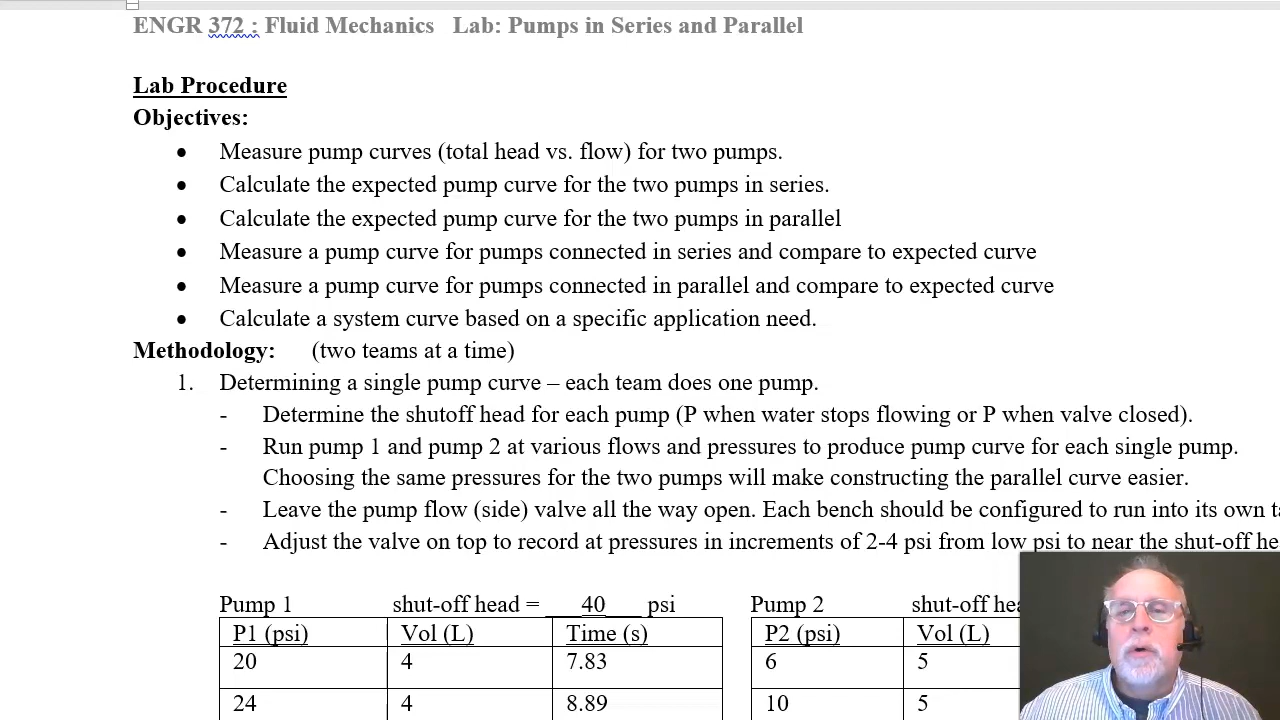 ENGR 372 : Fluid Mechanics Lab: Pumps in Series and Parallel
Lab Procedure
Objectives:
• Measure pump curves (total head vs. flow) for two pumps.
• Calculate the expected pump curve for the two pumps in series.
• Calculate the expected pump curve for the two pumps in parallel
• Measure a pump curve for pumps connected in series and compare to expected curve
• Measure a pump curve for pumps connected in parallel and compare to expected curve
• Calculate a system curve based on a specific application need.
Methodology: (two teams at a time)
1. Determining a single pump curve – each team does one pump.
- Determine the shutoff head for each pump (P when water stops flowing or P when valve closed).
- Run pump 1 and pump 2 at various flows and pressures to produce pump curve for each single pump.
Choosing the same pressures for the two pumps will make constructing the parallel curve easier.
- Leave the pump flow (side) valve all the way open. Each bench should be configured to run into its own
- Adjust the valve on top to record at pressures in increments of 2-4 psi from low psi to near the shut-off
Pump 1 shut-off head = ___40___ psi Pump 2 shut-off
P1 (psi) Vol (L) Time (s) P2 (psi) Vol (L)
20 4 7.83 6 5
24 4 8.89 10 5